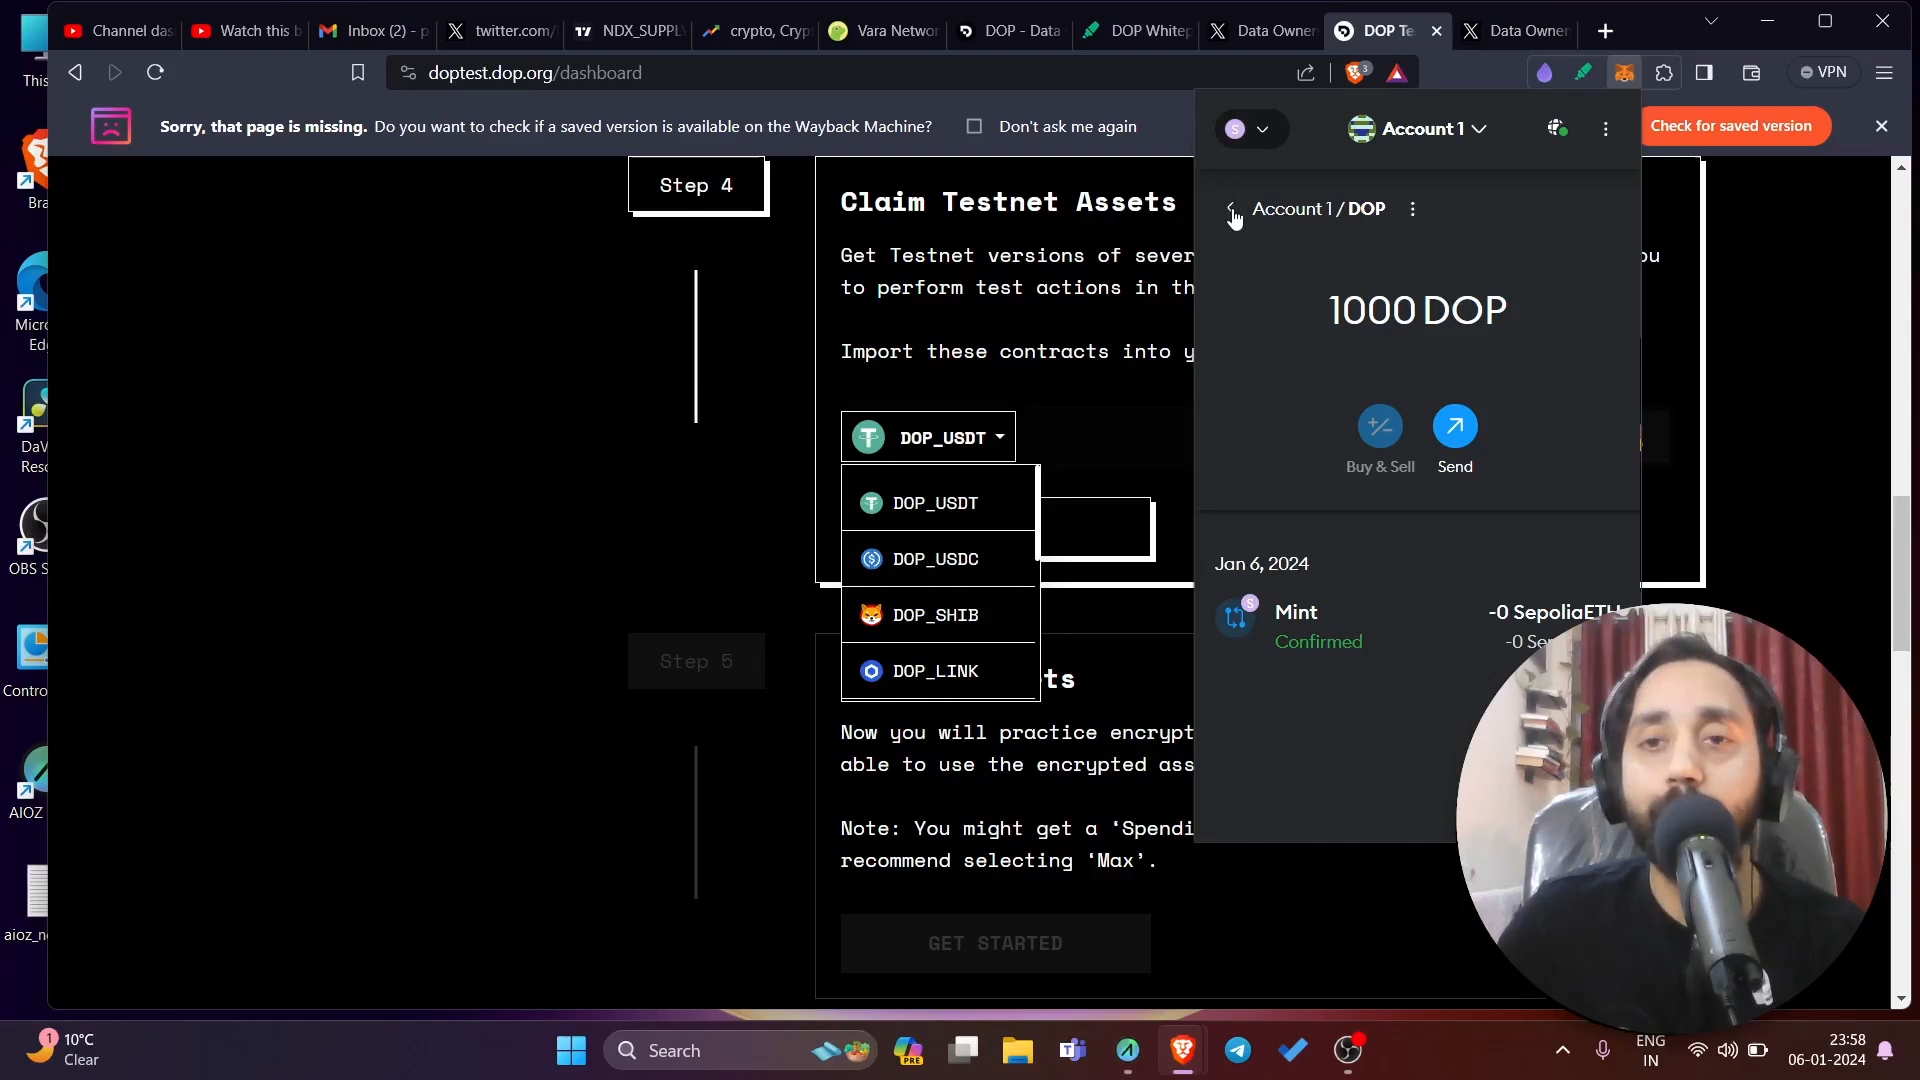 Channel das
Watch this b
Inbox (2) - p
twitter.com/
NDX_SUPPLY
crypto, Cryp
Vara Networ
DOP - Data
DOP Whitep
Data Owner
DOP Te
Data Owner
doptest.dop.org/dashboard
3
VPN
Sorry, that page is missing. Do you want to check if a saved version is available on the Wayback Machine?
Don't ask me again
Check for saved version
This
Bra
Micro
Ed
DaV
Reso
OBS S
Contro
AIOZ
aioz_n
Step 4
Claim Testnet Assets
Get Testnet versions of sever
ou
to perform test actions in th
Import these contracts into y
DOP_USDT
DOP_USDT
DOP_USDC
DOP_SHIB
DOP_LINK
Step 5
ts
Now you will practice encrypt
able to use the encrypted ass
Note: You might get a ‘Spendi
recommend selecting ‘Max’.
GET STARTED
S
Account 1
Account 1 / DOP
1000 DOP
Buy & Sell
Send
Jan 6, 2024
S
Mint
-0 SepoliaETH
Confirmed
-0 Sep
1
10°C
Clear
Search
PRE
ENG
IN
23:58
06-01-2024